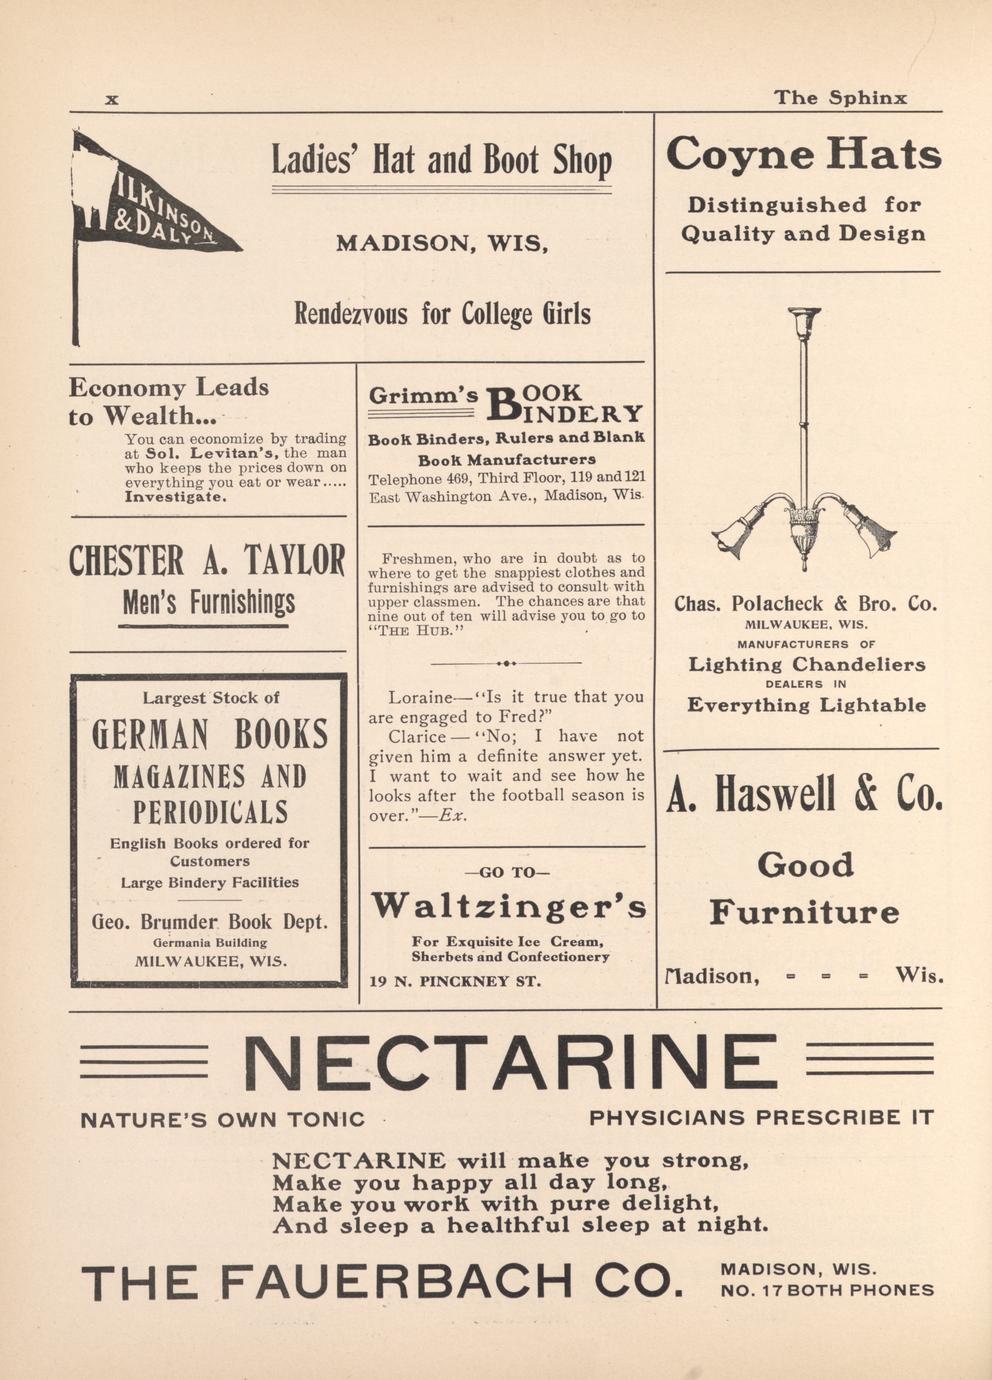 x
The Sphinx
WILKINSON
& DALY
Ladies' Hat and Boot Shop
MADISON, WIS,
Rendezvous for College Girls
Coyne Hats
Distinguished for
Quality and Design
Economy Leads
to Wealth...
You can economize by trading
at Sol. Levitan's, the man
who keeps the prices down on
everything you eat or wear.....
Investigate.
CHESTER A. TAYLOR
Men's Furnishings
Largest Stock of
GERMAN BOOKS
MAGAZINES AND
PERIODICALS
English Books ordered for
Customers
Large Bindery Facilities
Geo. Brumder Book Dept.
Germania Building
MILWAUKEE, WIS.
Grimm's BOOK
BINDERY
Book Binders, Rulers and Blank
Book Manufacturers
Telephone 469, Third Floor, 119 and 121
East Washington Ave., Madison, Wis.
Freshmen, who are in doubt as to
where to get the snappiest clothes and
furnishings are advised to consult with
upper classmen. The chances are that
nine out of ten will advise you to go to
"THE HUB."
Loraine—"Is it true that you
are engaged to Fred?"
Clarice — "No; I have not
given him a definite answer yet.
I want to wait and see how he
looks after the football season is
over."—Ex.
—GO TO—
Waltzinger's
For Exquisite Ice Cream,
Sherbets and Confectionery
19 N. PINCKNEY ST.
Chas. Polacheck & Bro. Co.
MILWAUKEE, WIS.
MANUFACTURERS OF
Lighting Chandeliers
DEALERS IN
Everything Lightable
A. Haswell & Co.
Good
Furniture
Madison, - - - Wis.
NECTARINE
NATURE'S OWN TONIC
PHYSICIANS PRESCRIBE IT
NECTARINE will make you strong,
Make you happy all day long,
Make you work with pure delight,
And sleep a healthful sleep at night.
THE FAUERBACH CO.
MADISON, WIS.
NO. 17 BOTH PHONES